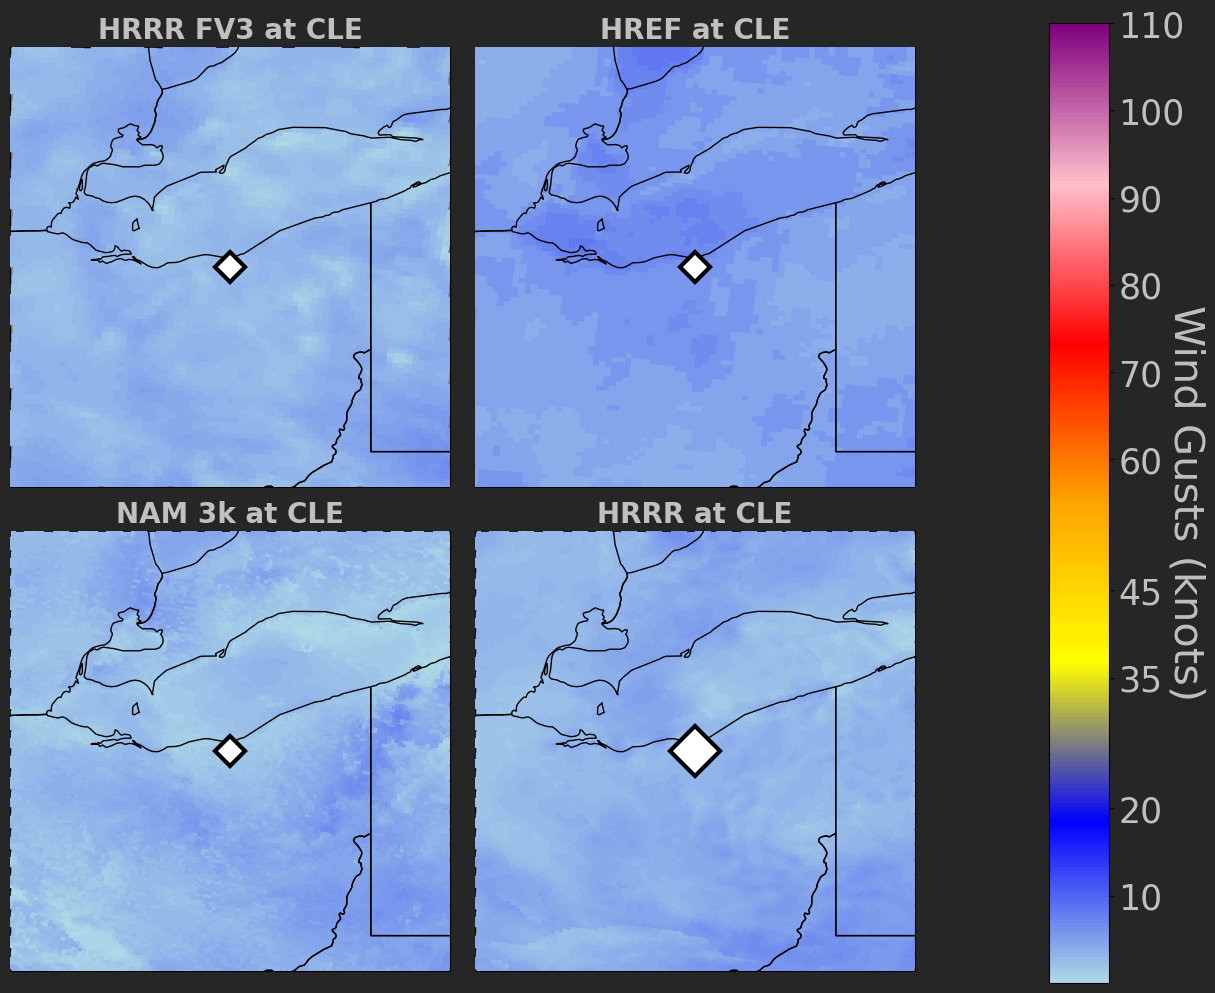 HRRR FV3 at CLE
HREF at CLE
NAM 3k at CLE
HRRR at CLE
110
100
90
80
70
60
45
35
20
10
Wind Gusts (knots)